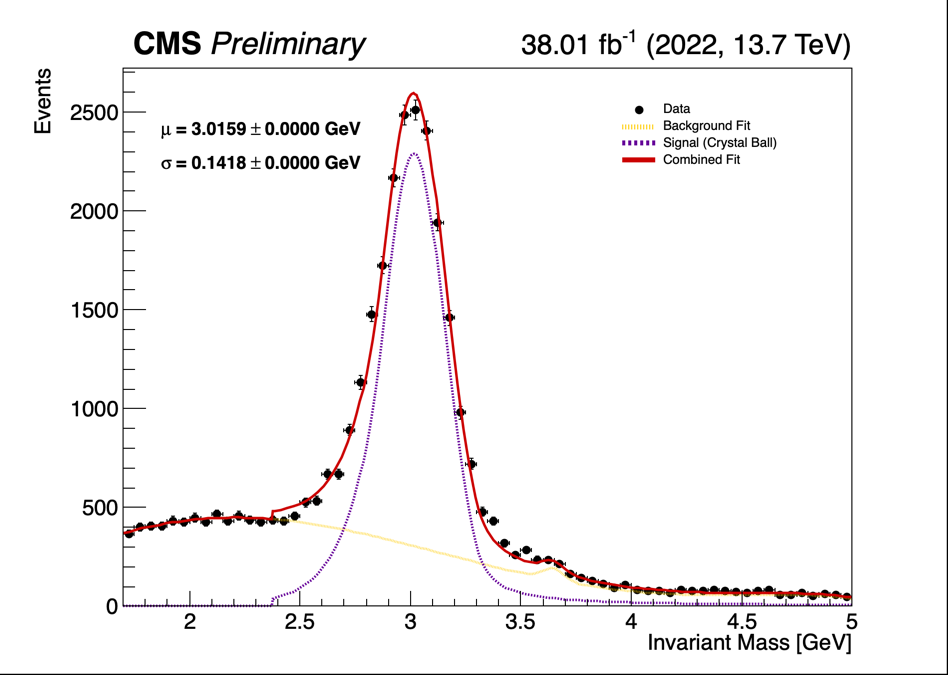 CMS Preliminary 38.01 fb⁻¹ (2022, 13.7 TeV)
Events
μ = 3.0159 ± 0.0000 GeV
σ = 0.1418 ± 0.0000 GeV
Data
Background Fit
Signal (Crystal Ball)
Combined Fit
2500
2000
1500
1000
500
0
2 2.5 3 3.5 4 4.5 5
Invariant Mass [GeV]